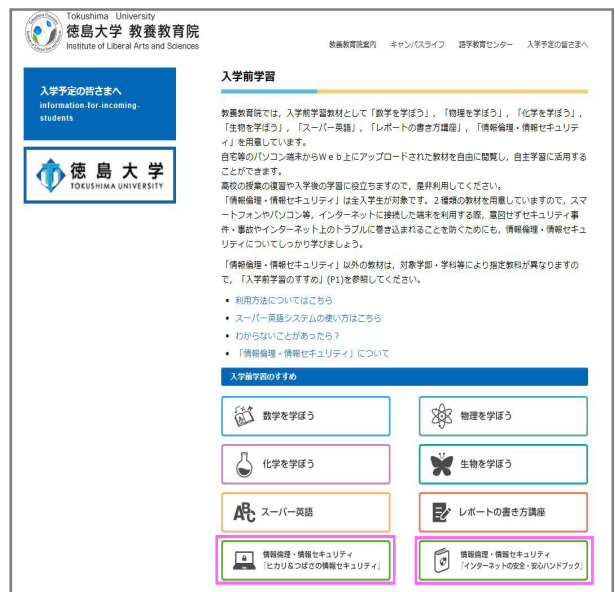 Tokushima University
徳島大学 教養教育院
Institute of Liberal Arts and Sciences
教養教育院案内 キャンパスライフ 語学教育センター 入学予定の皆さまへ
入学予定の皆さまへ
information-for-incoming-
students
徳島大学
TOKUSHIMA UNIVERSITY
入学前学習
教養教育院では，入学前学習教材として「数学を学ぼう」，「物理を学ぼう」，「化学を学ぼう」，
「生物を学ぼう」，「スーパー英語」，「レポートの書き方講座」，「情報倫理・情報セキュリテ
ィ」を用意しています。
自宅等のパソコン端末からＷｅｂ上にアップロードされた教材を自由に閲覧し，自主学習に活用する
ことができます。
高校の授業の復習や入学後の学習に役立ちますので，是非利用してください。
「情報倫理・情報セキュリティ」は全入学生が対象です。２種類の教材を用意していますので，スマ
ートフォンやパソコン等，インターネットに接続した端末を利用する際，意図せずセキュリティ事
件・事故やインターネット上のトラブルに巻き込まれることを防ぐためにも，情報倫理・情報セキュ
リティについてしっかり学びましょう。
「情報倫理・情報セキュリティ」以外の教材は，対象学部・学科等により指定教科が異なりますの
で，「入学前学習のすすめ」(P1)を参照してください。
利用方法についてはこちら
スーパー英語システムの使い方はこちら
わからないことがあったら？
「情報倫理・情報セキュリティ」について
入学前学習のすすめ
数学を学ぼう
物理を学ぼう
化学を学ぼう
生物を学ぼう
ABC スーパー英語
レポートの書き方講座
情報倫理・情報セキュリティ
「ヒカリ＆つばさの情報セキュリティ」
情報倫理・情報セキュリティ
「インターネットの安全・安心ハンドブック」